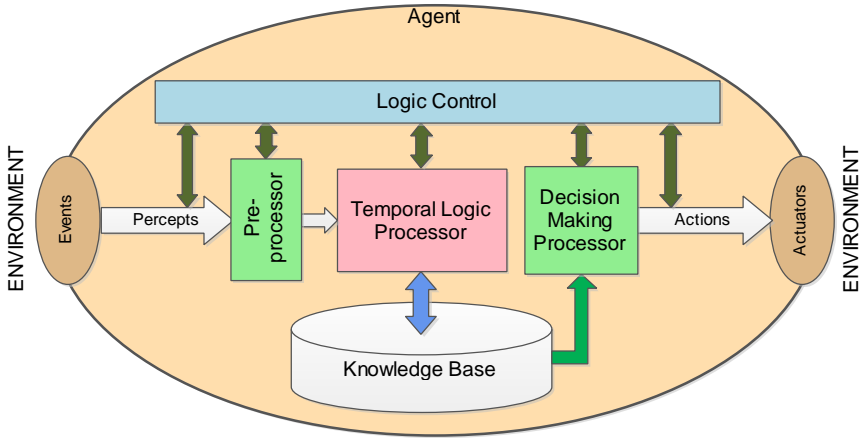 Agent
Logic Control
ENVIRONMENT
Events
Percepts
Pre-
processor
Temporal Logic
Processor
Decision
Making
Processor
Actions
Actuators
ENVIRONMENT
Knowledge Base